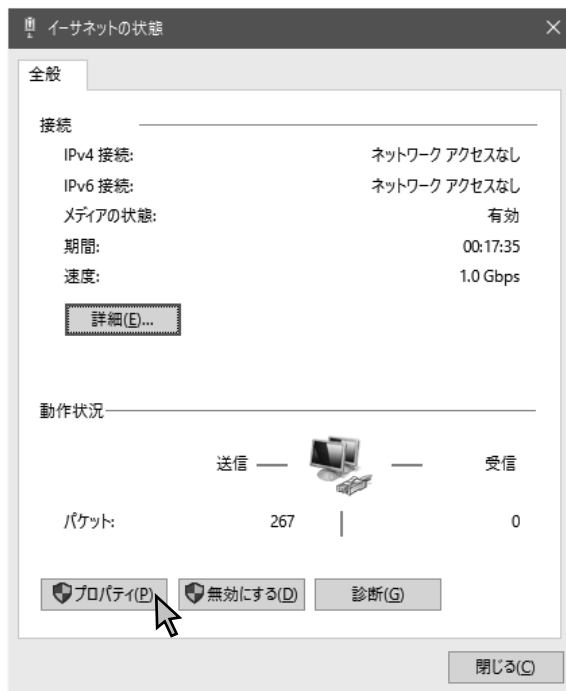 イーサネットの状態
全般
接続
IPv4 接続: ネットワーク アクセスなし
IPv6 接続: ネットワーク アクセスなし
メディアの状態: 有効
期間: 00:17:35
速度: 1.0 Gbps
詳細(E)...
動作状況
送信 受信
パケット: 267 0
プロパティ(P) 無効にする(D) 診断(G)
閉じる(C)